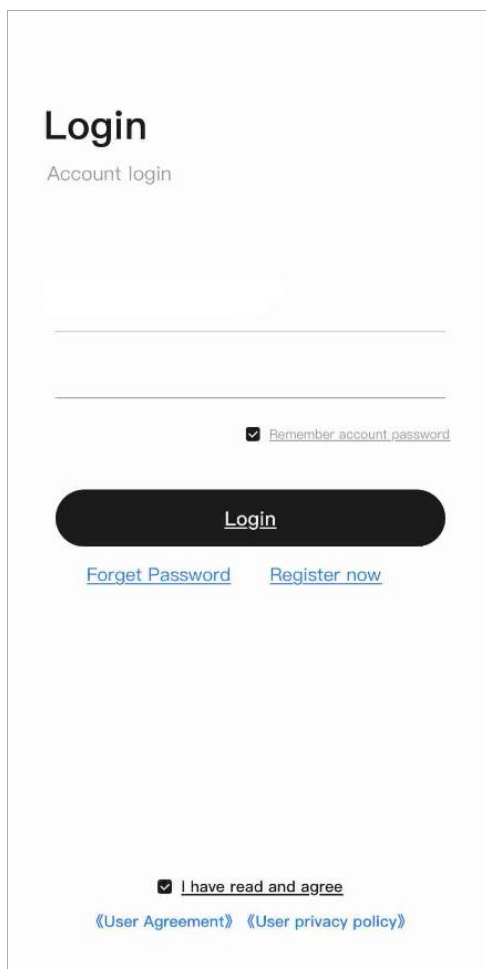 Login
Account login
Remember account password
Login
Forget Password Register now
I have read and agree
《User Agreement》 《User privacy policy》